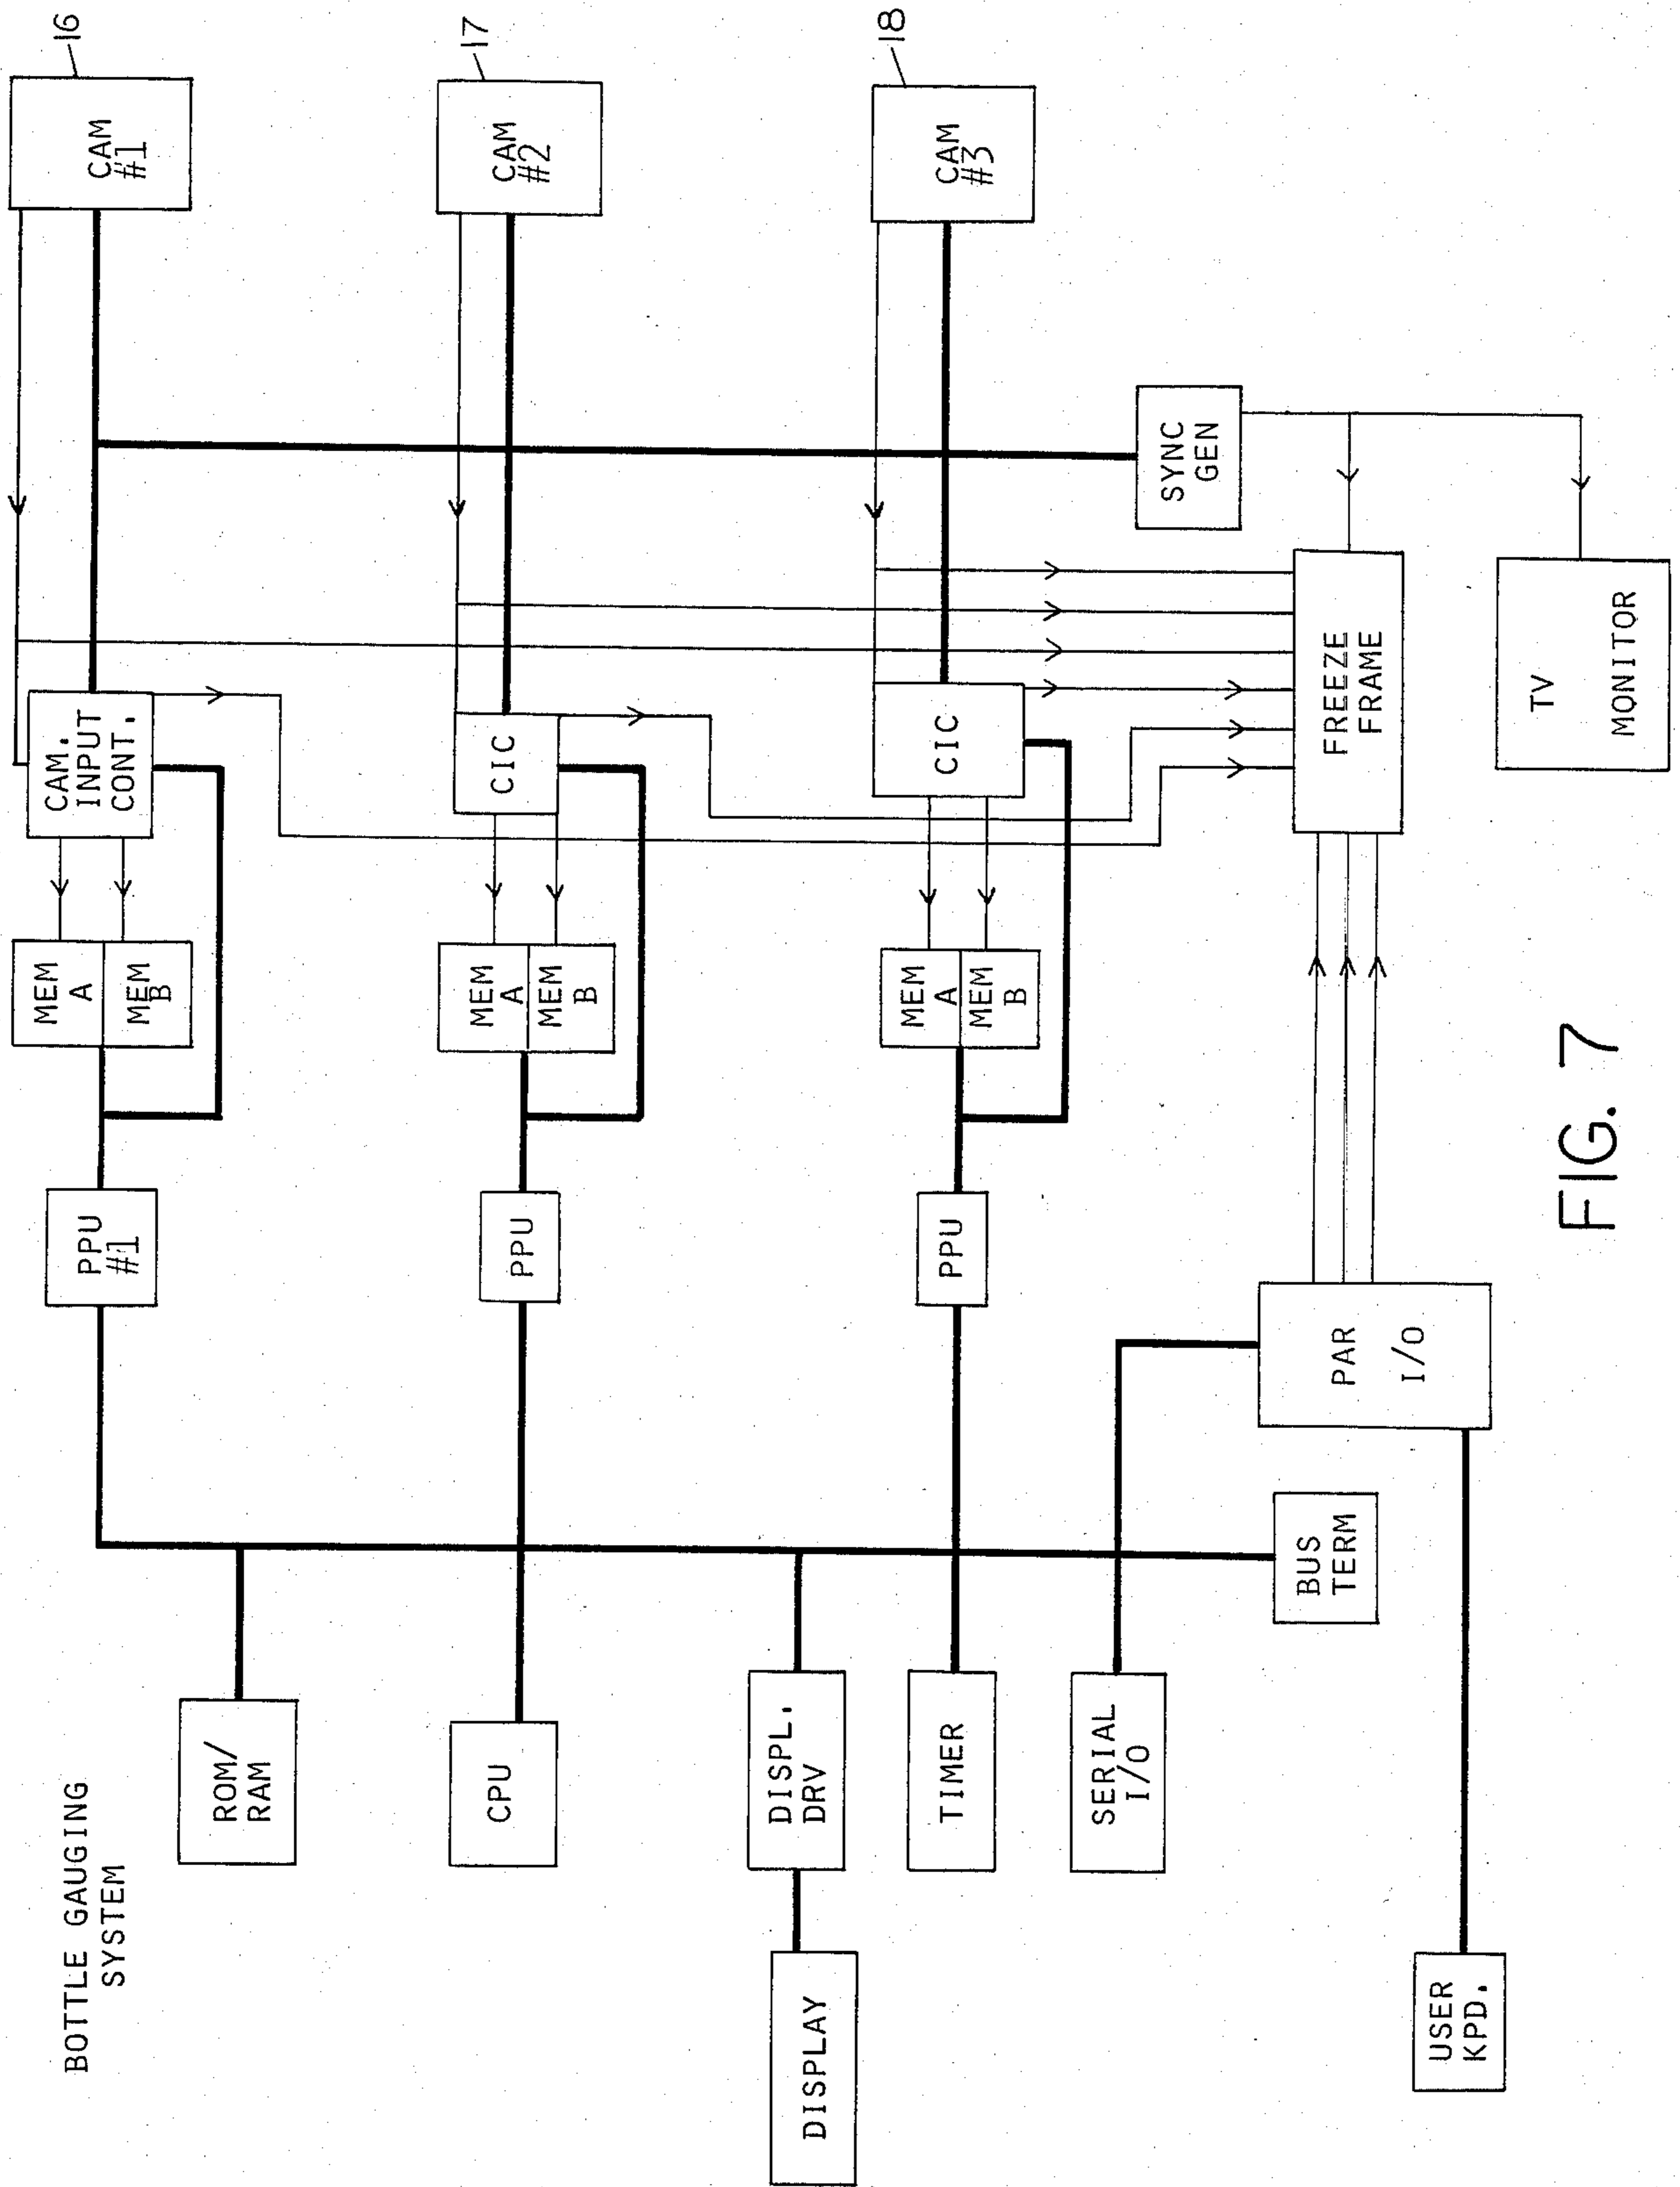 BOTTLE GAUGING
SYSTEM
ROM/
RAM
CPU
DISPL.
DRV
DISPLAY
TIMER
SERIAL
I/O
USER
KPD.
BUS
TERM
PAR
I/O
PPU
#1
PPU
PPU
MEM
A
MEM
B
MEM
A
MEM
B
MEM
A
MEM
B
CAM.
INPUT
CONT.
CIC
CIC
FREEZE
FRAME
SYNC
GEN
TV
MONITOR
CAM
#1
16
CAM
#2
17
CAM
#3
18
FIG. 7